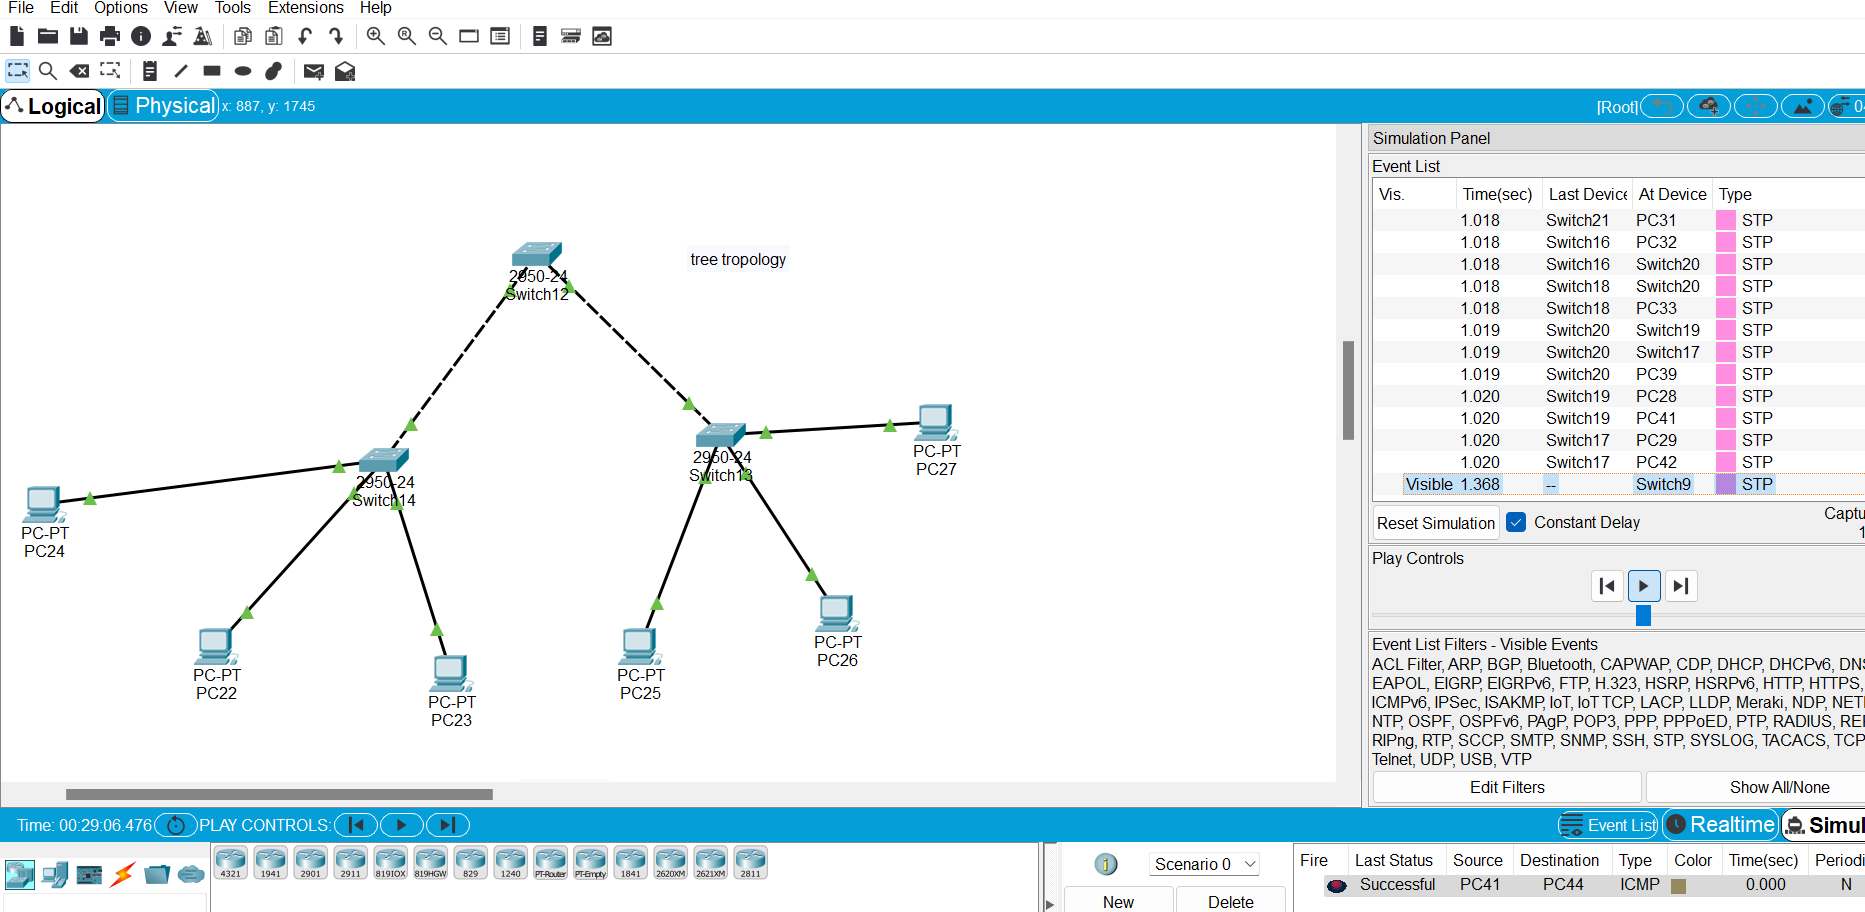 File Edit Options View Tools Extensions Help
Logical Physical x: 887, y: 1745 [Root]
Simulation Panel
Event List
Vis. Time(sec) Last Device At Device Type
1.018 Switch21 PC31 STP
1.018 Switch16 PC32 STP
1.018 Switch16 Switch20 STP
1.018 Switch18 Switch20 STP
1.018 Switch18 PC33 STP
1.019 Switch20 Switch19 STP
1.019 Switch20 Switch17 STP
1.019 Switch20 PC39 STP
1.020 Switch19 PC28 STP
1.020 Switch19 PC41 STP
1.020 Switch17 PC29 STP
1.020 Switch17 PC42 STP
Visible 1.368 -- Switch9 STP
Reset Simulation Constant Delay Captu
1
Play Controls
Event List Filters - Visible Events
ACL Filter, ARP, BGP, Bluetooth, CAPWAP, CDP, DHCP, DHCPv6, DNS
EAPOL, EIGRP, EIGRPv6, FTP, H.323, HSRP, HSRPv6, HTTP, HTTPS,
ICMPv6, IPSec, ISAKMP, IoT, IoT TCP, LACP, LLDP, Meraki, NDP, NET
NTP, OSPF, OSPFv6, PAgP, POP3, PPP, PPPoED, PTP, RADIUS, RE
RIPng, RTP, SCCP, SMTP, SNMP, SSH, STP, SYSLOG, TACACS, TCP
Telnet, UDP, USB, VTP
Edit Filters Show All/None
tree tropology
2950-24
Switch12
2950-24
Switch13
2950-24
Switch14
PC-PT
PC27
PC-PT
PC24
PC-PT
PC22
PC-PT
PC23
PC-PT
PC25
PC-PT
PC26
Time: 00:29:06.476 PLAY CONTROLS: Event List Realtime Simul
4321 1941 2901 2911 819IOX 819HGW 829 1240 PT-Router PT-Empty 1841 2620XM 2621XM 2811
Scenario 0
New Delete
Fire Last Status Source Destination Type Color Time(sec) Periodi
Successful PC41 PC44 ICMP 0.000 N